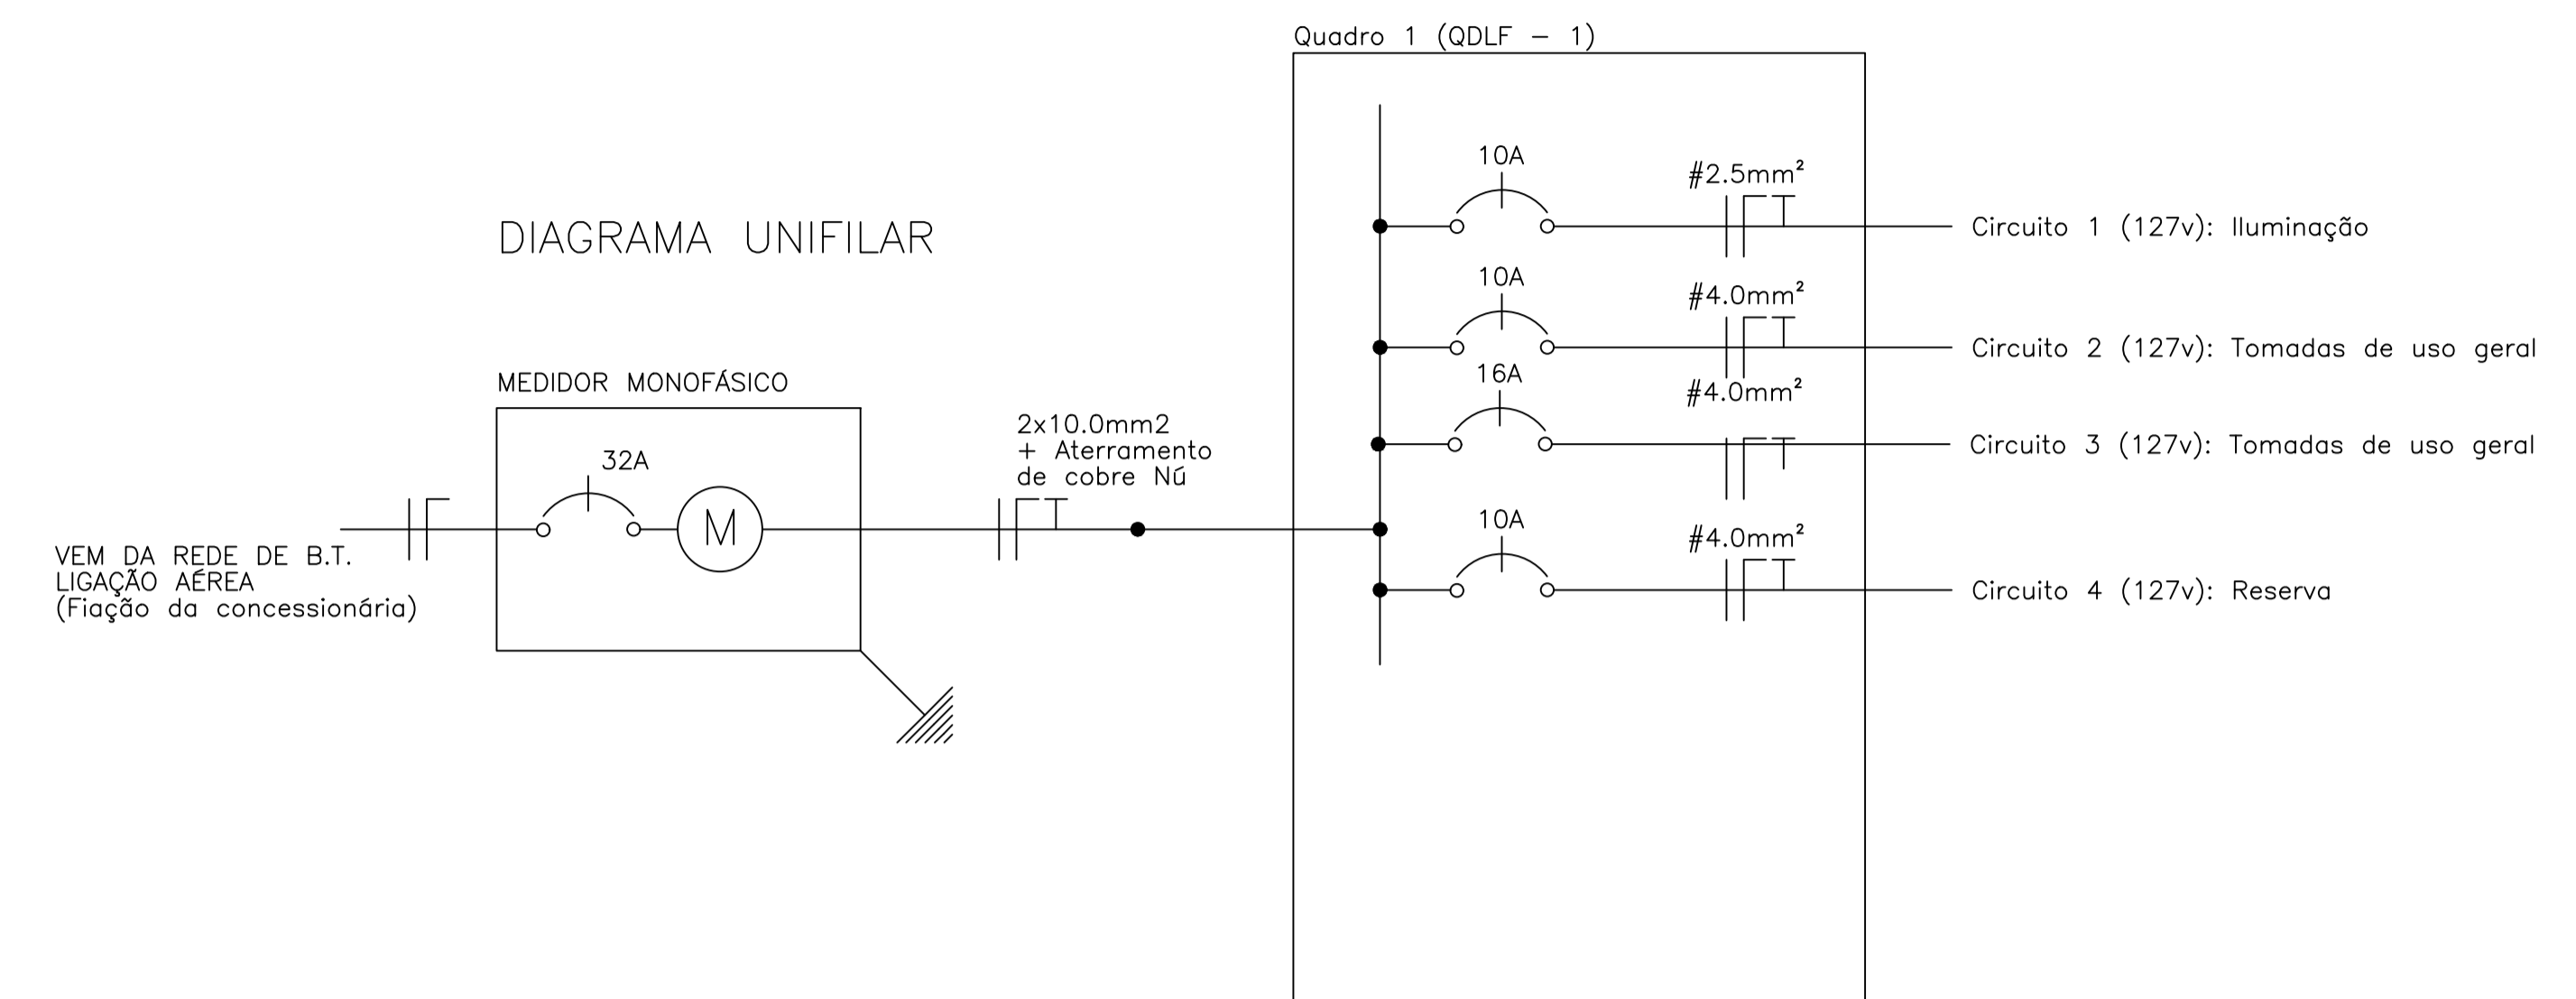 Quadro 1 (QDLF - 1)
10A
#2.5mm²
Circuito 1 (127v): Iluminação
DIAGRAMA UNIFILAR
10A
#4.0mm²
Circuito 2 (127v): Tomadas de uso geral
16A
#4.0mm²
Circuito 3 (127v): Tomadas de uso geral
MEDIDOR MONOFÁSICO
32A
M
2x10.0mm2
+ Aterramento
de cobre Nú
10A
#4.0mm²
Circuito 4 (127v): Reserva
VEM DA REDE DE B.T.
LIGAÇÃO AÉREA
(Fiação da concessionária)